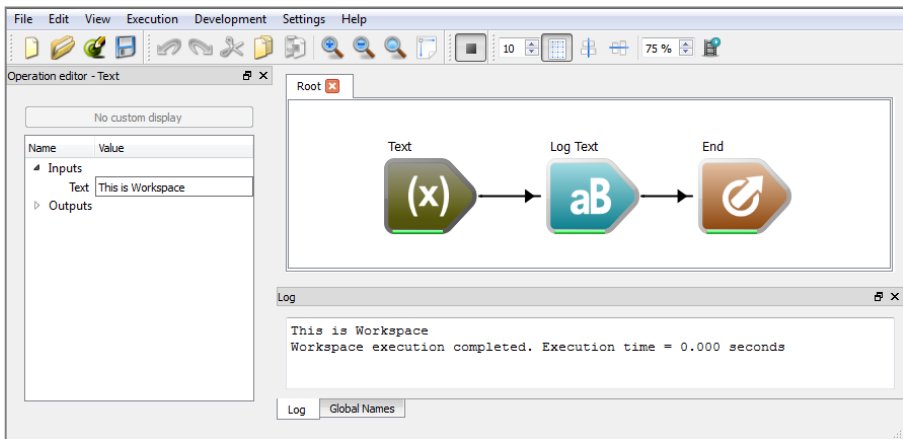 File Edit View Execution Development Settings Help
10 75 %
Operation editor - Text
No custom display
Name Value
Inputs
Text This is Workspace
Outputs
Root
Text Log Text End
(x) aB
Log
This is Workspace
Workspace execution completed. Execution time = 0.000 seconds
Log Global Names